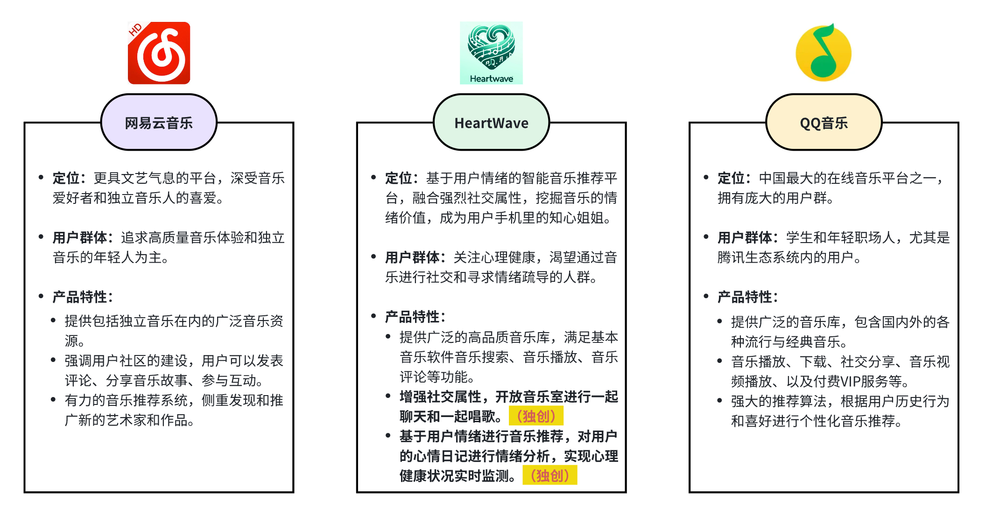 HD
网易云音乐
• 定位：更具文艺气息的平台，深受音乐
爱好者和独立音乐人的喜爱。
• 用户群体：追求高质量音乐体验和独立
音乐的年轻人为主。
• 产品特性：
• 提供包括独立音乐在内的广泛音乐资
源。
• 强调用户社区的建设，用户可以发表
评论、分享音乐故事、参与互动。
• 有力的音乐推荐系统，侧重发现和推
广新的艺术家和作品。
Heartwave
HeartWave
• 定位：基于用户情绪的智能音乐推荐平
台，融合强烈社交属性，挖掘音乐的情
绪价值，成为用户手机里的知心姐姐。
• 用户群体：关注心理健康，渴望通过音
乐进行社交和寻求情绪疏导的人群。
• 产品特性：
• 提供广泛的高品质音乐库，满足基本
音乐软件音乐搜索、音乐播放、音乐
评论等功能。
• 增强社交属性，开放音乐室进行一起
聊天和一起唱歌。（独创）
• 基于用户情绪进行音乐推荐，对用户
的心情日记进行情绪分析，实现心理
健康状况实时监测。（独创）
QQ音乐
• 定位：中国最大的在线音乐平台之一，
拥有庞大的用户群。
• 用户群体：学生和年轻职场人，尤其是
腾讯生态系统内的用户。
• 产品特性：
• 提供广泛的音乐库，包含国内外的各
种流行与经典音乐。
• 音乐播放、下载、社交分享、音乐视
频播放、以及付费VIP服务等。
• 强大的推荐算法，根据用户历史行为
和喜好进行个性化音乐推荐。